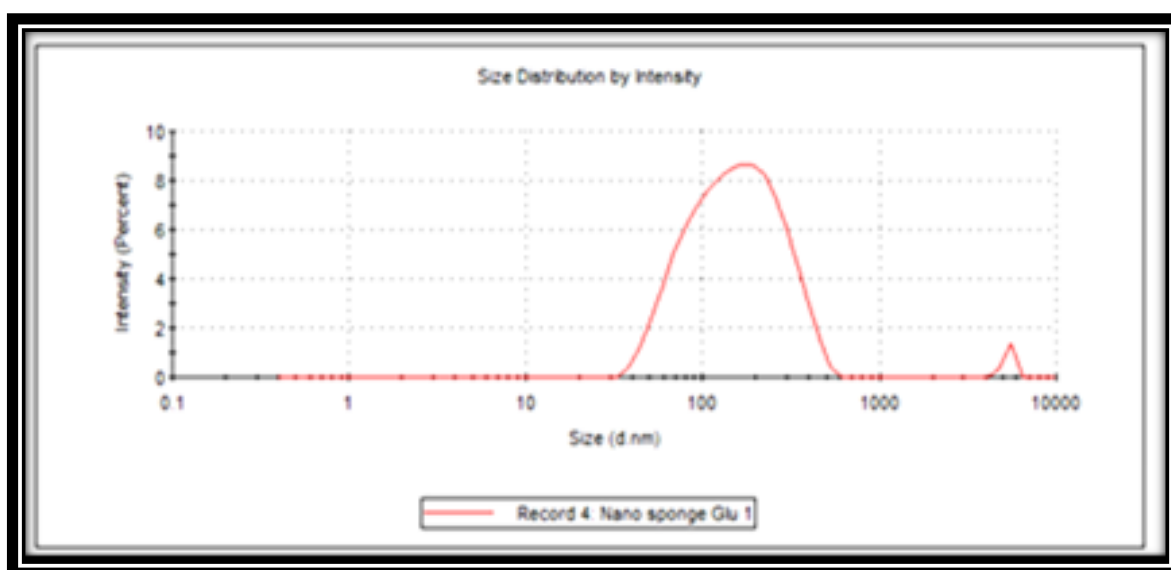 Size Distribution by Intensity
10
8
6
4
2
0
Intensity (Percent)
0.1 1 10 100 1000 10000
Size (d.nm)
Record 4: Nano sponge Glu 1